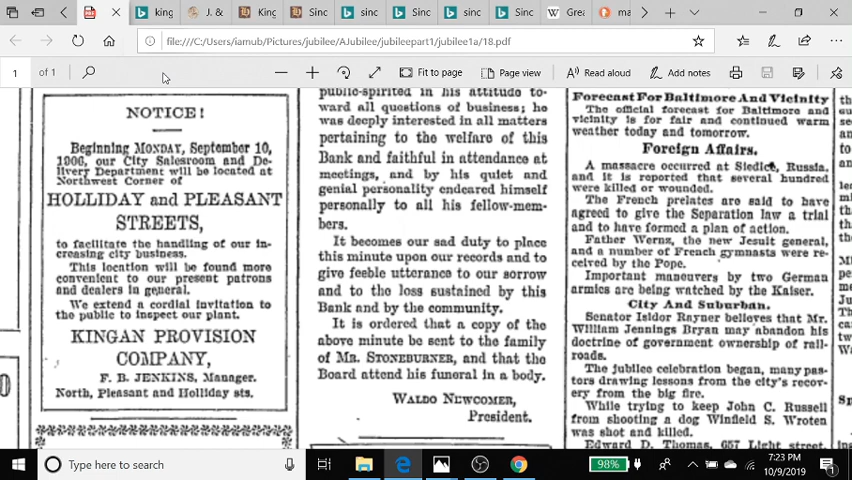 king
J. &
King
Sinc
sinc
Sinc
sinc
Sinc
Grea
ma
file:///C:/Users/iamub/Pictures/jubilee/AJubilee/jubileepart1/jubilee1a/18.pdf
1 of 1
Fit to page
Page view
Read aloud
Add notes
NOTICE!
Beginning MONDAY, September 10,
1906, our City Salesroom and De-
livery Department will be located at
Northwest Corner of
HOLLIDAY and PLEASANT
STREETS,
to facilitate the handling of our in-
creasing city business.
This location will be found more
convenient to our present patrons
and dealers in general.
We extend a cordial invitation to
the public to inspect our plant.
KINGAN PROVISION
COMPANY,
F. B. JENKINS, Manager.
North, Pleasant and Holliday sts.
public-spirited in his attitude to-
ward all questions of business; he
was deeply interested in all matters
pertaining to the welfare of this
Bank and faithful in attendance at
meetings, and by his quiet and
genial personality endeared himself
personally to all his fellow-mem-
bers.
It becomes our sad duty to place
this minute upon our records and to
give feeble utterance to our sorrow
and to the loss sustained by this
Bank and by the community.
It is ordered that a copy of the
above minute be sent to the family
of MR. STONEBURNER, and that the
Board attend his funeral in a body.
WALDO NEWCOMER,
President.
Forecast For Baltimore And Vicinity
The official forecast for Baltimore and
vicinity is for fair and continued warm
weather today and tomorrow.
Foreign Affairs.
A massacre occurred at Siedlce, Russia,
and it is reported that several hundred
were killed or wounded.
The French prelates are said to have
agreed to give the Separation law a trial
and to have formed a plan of action.
Father Wernz, the new Jesuit general,
and a number of French gymnasts were re-
ceived by the Pope.
Important maneuvers by two German
armies are being watched by the Kaiser.
City And Suburban.
Senator Isidor Rayner believes that Mr.
William Jennings Bryan may abandon his
doctrine of government ownership of rail-
roads.
The jubilee celebration began, many pas-
tors drawing lessons from the city's recov-
ery from the big fire.
While trying to keep John C. Russell
from shooting a dog Winfield S. Wroten
was shot and killed.
Edward D. Thomas, 657 Light street,
Type here to search
98%
7:23 PM
10/9/2019
1